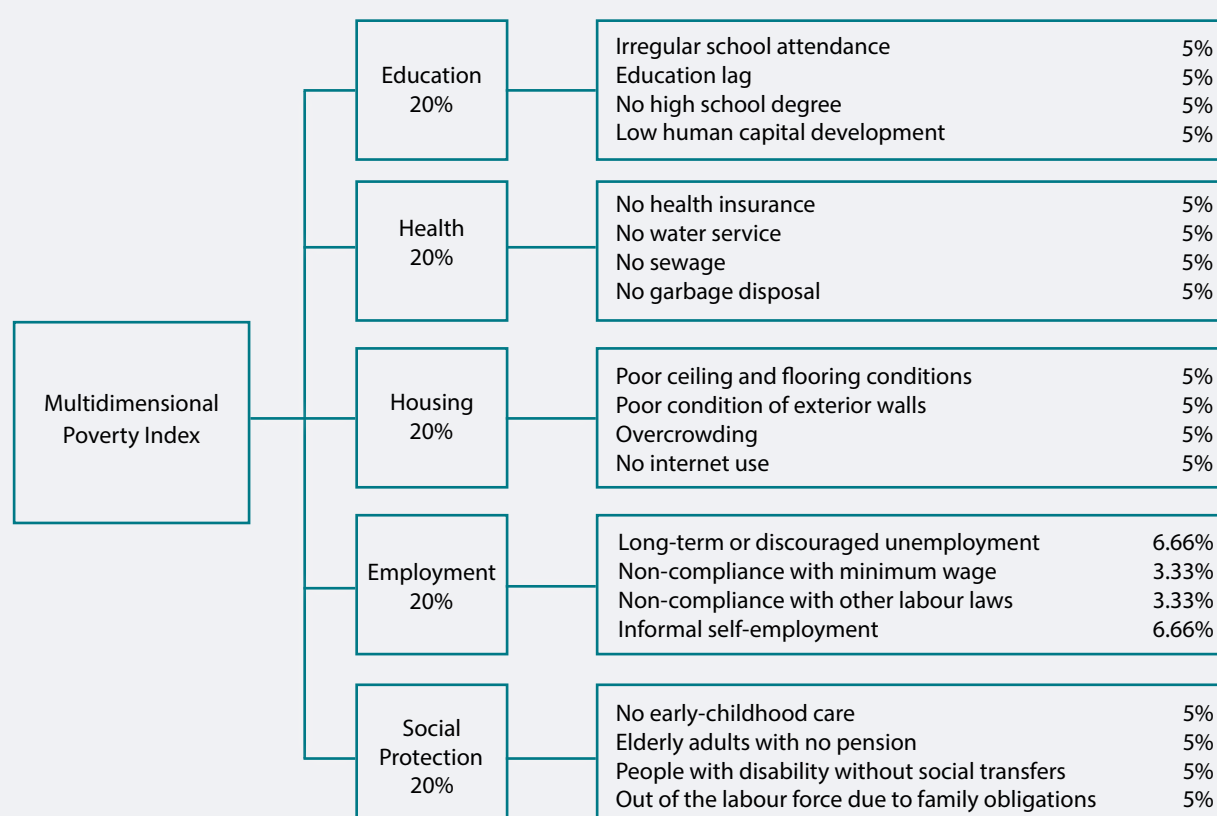 Multidimensional
Poverty Index
Education
20%
Irregular school attendance 5%
Education lag 5%
No high school degree 5%
Low human capital development 5%
Health
20%
No health insurance 5%
No water service 5%
No sewage 5%
No garbage disposal 5%
Housing
20%
Poor ceiling and flooring conditions 5%
Poor condition of exterior walls 5%
Overcrowding 5%
No internet use 5%
Employment
20%
Long-term or discouraged unemployment 6.66%
Non-compliance with minimum wage 3.33%
Non-compliance with other labour laws 3.33%
Informal self-employment 6.66%
Social
Protection
20%
No early-childhood care 5%
Elderly adults with no pension 5%
People with disability without social transfers 5%
Out of the labour force due to family obligations 5%